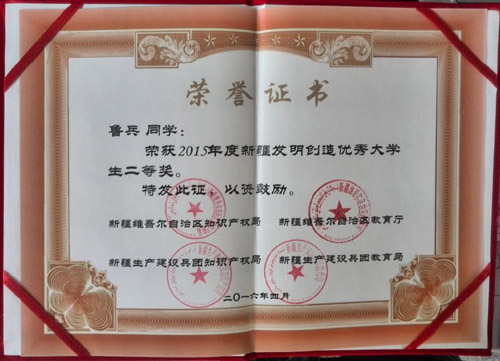 荣誉证书
鲁兵 同学：
荣获2015年度新疆发明创造优秀大学
生二等奖。
特发此证，以资鼓励。
新疆维吾尔自治区知识产权局 新疆维吾尔自治区教育厅
新疆生产建设兵团知识产权局 新疆生产建设兵团教育局
二〇一六年四月